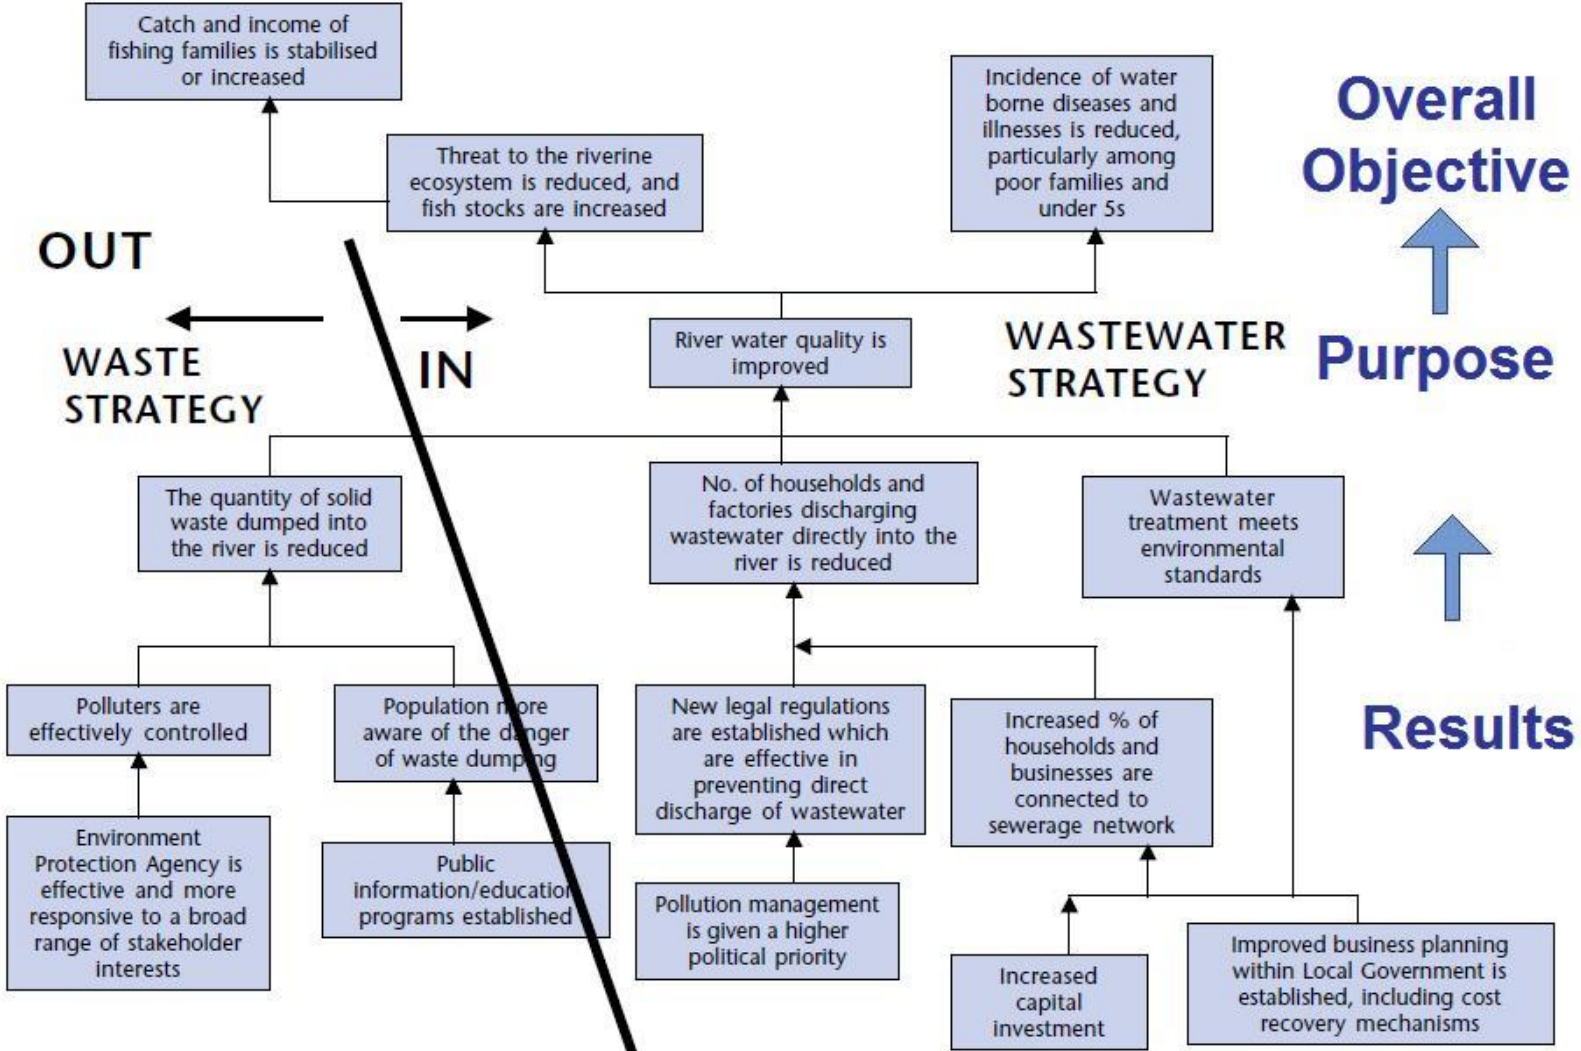 Catch and income of
fishing families is stabilised
or increased
Threat to the riverine
ecosystem is reduced, and
fish stocks are increased
Incidence of water
borne diseases and
illnesses is reduced,
particularly among
poor families and
under 5s
Overall
Objective
OUT
IN
WASTE
STRATEGY
River water quality is
improved
WASTEWATER
STRATEGY
Purpose
The quantity of solid
waste dumped into
the river is reduced
No. of households and
factories discharging
wastewater directly into the
river is reduced
Wastewater
treatment meets
environmental
standards
Polluters are
effectively controlled
Population more
aware of the danger
of waste dumping
New legal regulations
are established which
are effective in
preventing direct
discharge of wastewater
Increased % of
households and
businesses are
connected to
sewerage network
Results
Environment
Protection Agency is
effective and more
responsive to a broad
range of stakeholder
interests
Public
information/education
programs established
Pollution management
is given a higher
political priority
Increased
capital
investment
Improved business planning
within Local Government is
established, including cost
recovery mechanisms